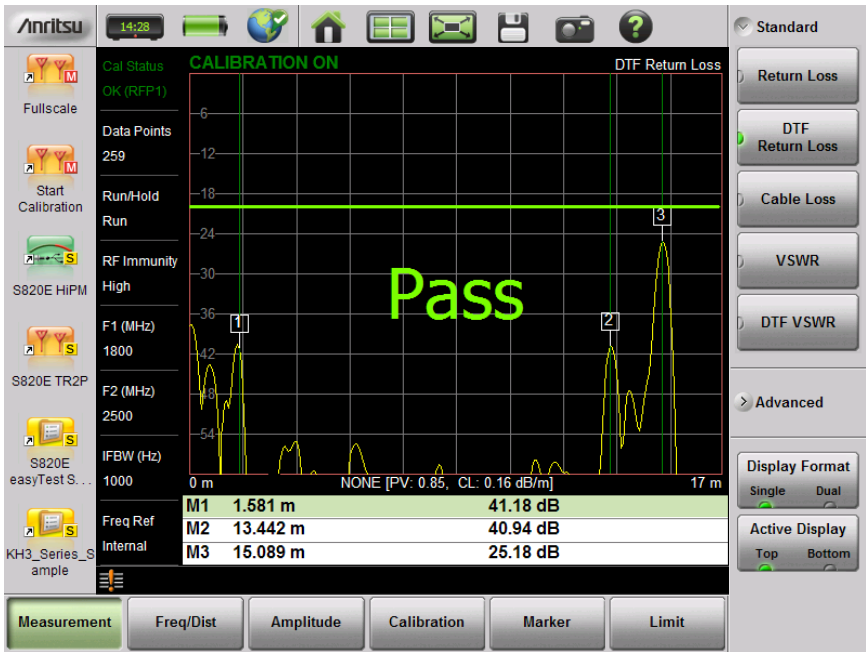 Anritsu
14:28
Standard
Fullscale
Start
Calibration
S820E HiPM
S820E TR2P
S820E
easyTest S. . .
KH3_Series_S
ample
M
M
S
S
S
S
Cal Status
OK (RFP1)
Data Points
259
Run/Hold
Run
RF Immunity
High
F1 (MHz)
1800
F2 (MHz)
2500
IFBW (Hz)
1000
Freq Ref
Internal
CALIBRATION ON
DTF Return Loss
-6
-12
-18
-24
-30
-36
-42
-48
-54
1
2
3
Pass
0 m
NONE [PV: 0.85, CL: 0.16 dB/m]
17 m
M1 1.581 m 41.18 dB
M2 13.442 m 40.94 dB
M3 15.089 m 25.18 dB
Return Loss
DTF
Return Loss
Cable Loss
VSWR
DTF VSWR
Advanced
Display Format
Single Dual
Active Display
Top Bottom
Measurement
Freq/Dist
Amplitude
Calibration
Marker
Limit